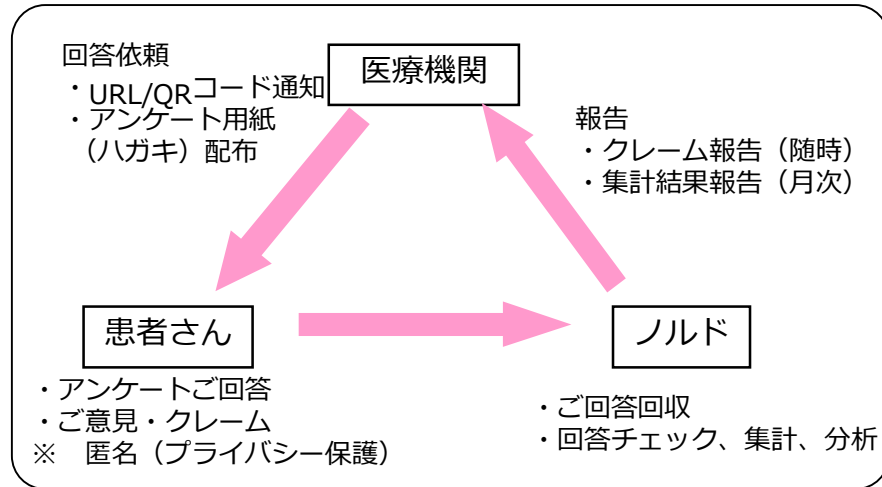 医療機関
回答依頼
・URL/QRコード通知
・アンケート用紙
（ハガキ）配布
報告
・クレーム報告（随時）
・集計結果報告（月次）
患者さん
・アンケートご回答
・ご意見・クレーム
※　匿名（プライバシー保護）
ノルド
・ご回答回収
・回答チェック、集計、分析